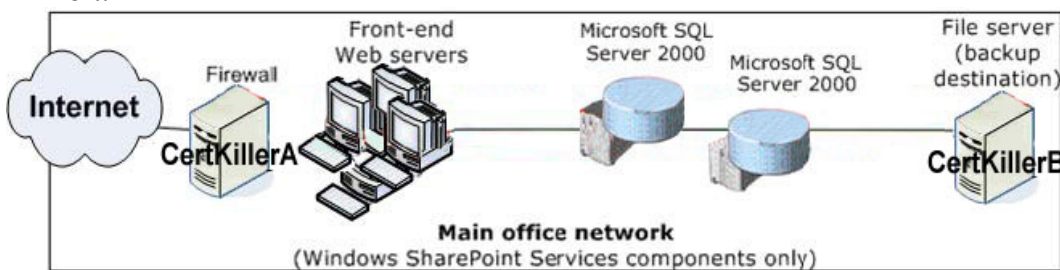 Internet
Firewall
CertKillerA
Front-end
Web servers
Microsoft SQL
Server 2000
Microsoft SQL
Server 2000
File server
(backup
destination)
CertKillerB
Main office network
(Windows SharePoint Services components only)